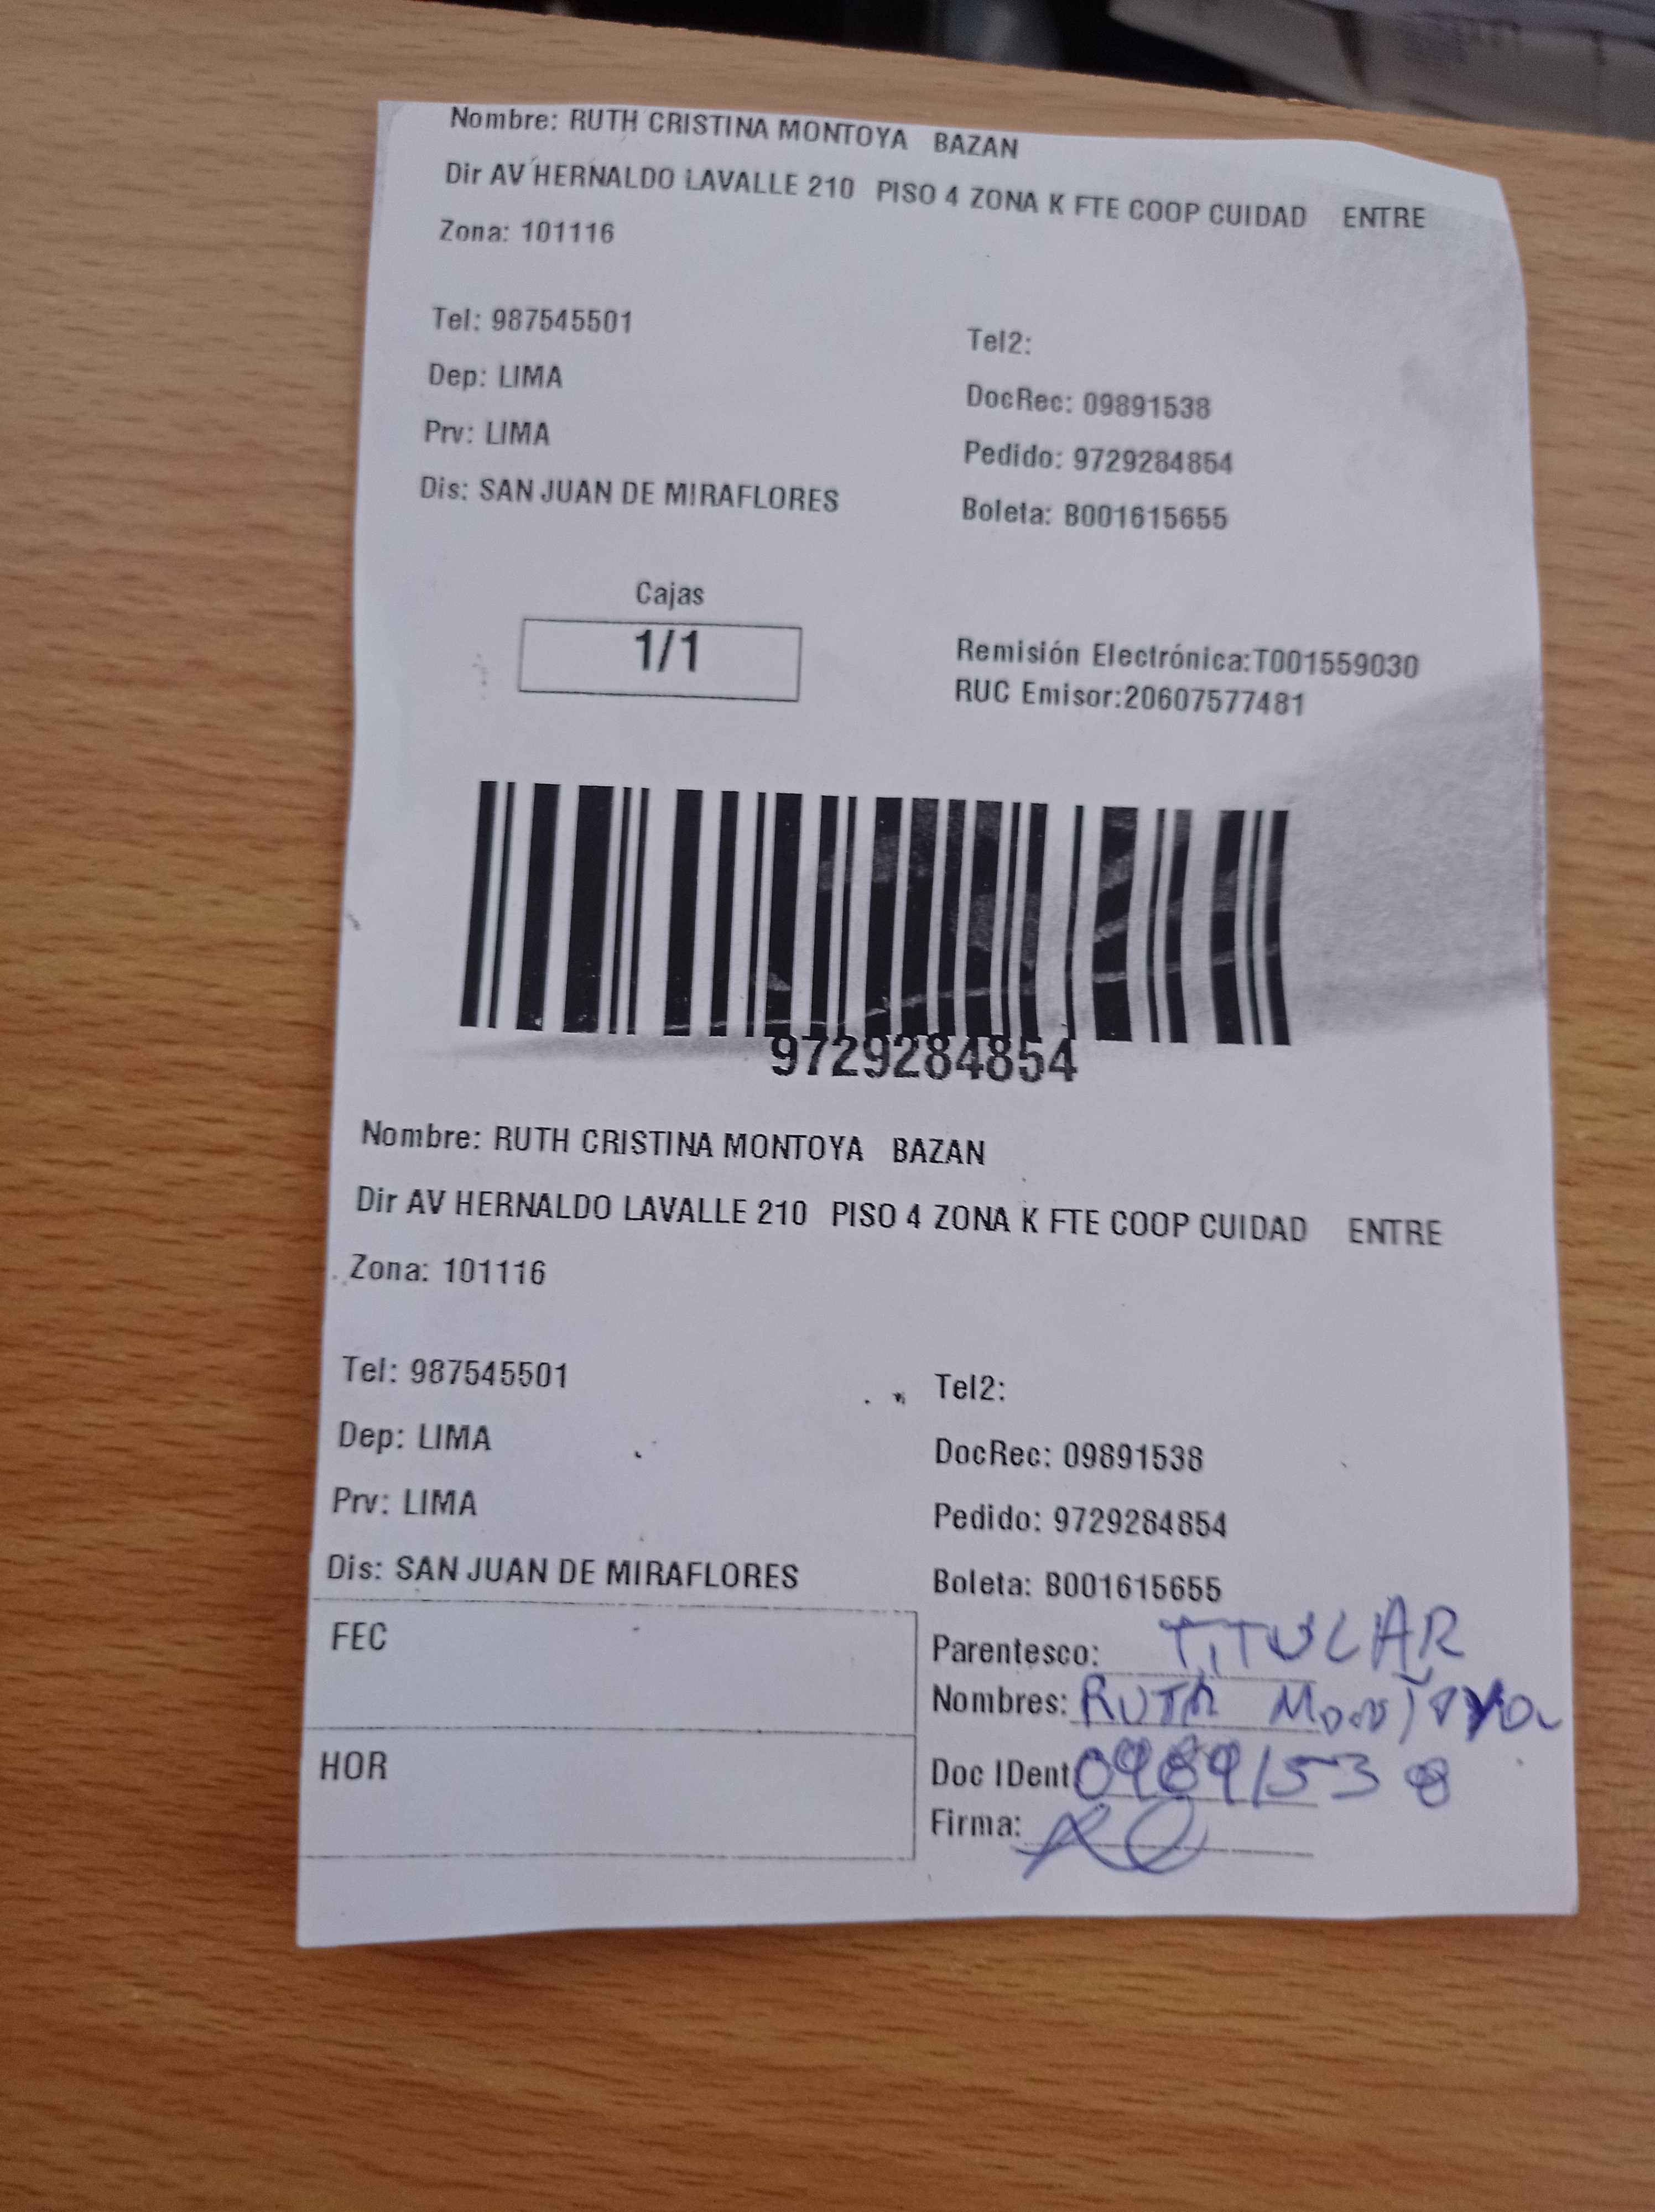 Nombre: RUTH CRISTINA MONTOYA BAZAN
Dir AV HERNALDO LAVALLE 210 PISO 4 ZONA K FTE COOP CUIDAD ENTRE
Zona: 101116
Tel: 987545501
Tel2:
Dep: LIMA
DocRec: 09891538
Prv: LIMA
Pedido: 9729284854
Dis: SAN JUAN DE MIRAFLORES
Boleta: B001615655
Cajas
1/1
Remisión Electrónica:T001559030
RUC Emisor:20607577481
9729284854
Nombre: RUTH CRISTINA MONTOYA BAZAN
Dir AV HERNALDO LAVALLE 210 PISO 4 ZONA K FTE COOP CUIDAD ENTRE
Zona: 101116
Tel: 987545501
Tel2:
Dep: LIMA
DocRec: 09891538
Prv: LIMA
Pedido: 9729284854
Dis: SAN JUAN DE MIRAFLORES
Boleta: B001615655
FEC
Parentesco: TITULAR
Nombres: RUTH MONTOYA
HOR
Doc IDent: 09891538
Firma: